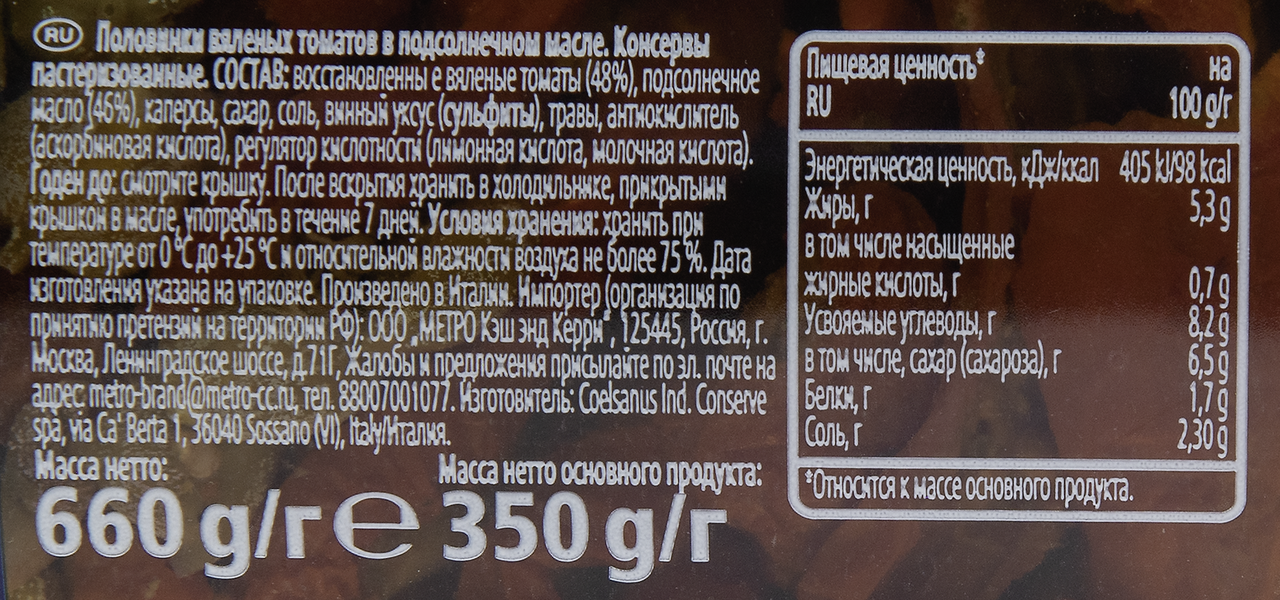 RU Половинки вяленых томатов в подсолнечном масле. Консервы
пастеризованные. СОСТАВ: восстановленны е вяленые томаты (48%), подсолнечное
масло (46%), каперсы, сахар, соль, винный уксус (сульфиты), травы, антиокислитель
(аскорбиновая кислота), регулятор кислотности (лимонная кислота, молочная кислота).
Годен до: смотрите крышку. После вскрытия хранить в холодильнике, прикрытыми
крышкой в масле, употребить в течение 7 дней. Условия хранения: хранить при
температуре от 0 °C до +25 °C и относительной влажности воздуха не более 75 %. Дата
изготовления указана на упаковке. Произведено в Италии. Импортер (организация по
принятию претензий на территории РФ): ООО „МЕТРО Кэш энд Керри", 125445, Россия, г.
Москва, Ленинградское шоссе, д.71Г, Жалобы и предложения присылайте по эл. почте на
адрес: metro-brand@metro-cc.ru, тел. 88007001077. Изготовитель: Coelsanus Ind. Conserve
spa, via Ca' Berta 1, 36040 Sossano (VI), Italy/Италия.
Масса нетто: Масса нетто основного продукта:
660 g/г e 350 g/г
Пищевая ценность* на
RU 100 g/г
Энергетическая ценность, кДж/ккал 405 kJ/98 kcal
Жиры, г 5,3 g
в том числе насыщенные
жирные кислоты, г 0,7 g
Усвояемые углеводы, г 8,2 g
в том числе, сахар (сахароза), г 6,5 g
Белки, г 1,7 g
Соль, г 2,30 g
*Относится к массе основного продукта.